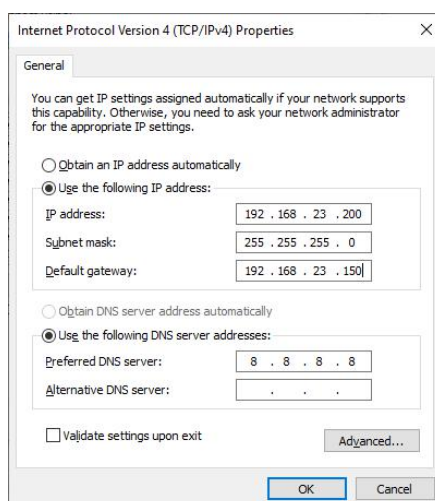 Internet Protocol Version 4 (TCP/IPv4) Properties
General
You can get IP settings assigned automatically if your network supports
this capability. Otherwise, you need to ask your network administrator
for the appropriate IP settings.
Obtain an IP address automatically
Use the following IP address:
IP address: 192 . 168 . 23 . 200
Subnet mask: 255 . 255 . 255 . 0
Default gateway: 192 . 168 . 23 . 150
Obtain DNS server address automatically
Use the following DNS server addresses:
Preferred DNS server: 8 . 8 . 8 . 8
Alternative DNS server: . . .
Validate settings upon exit
Advanced...
OK Cancel